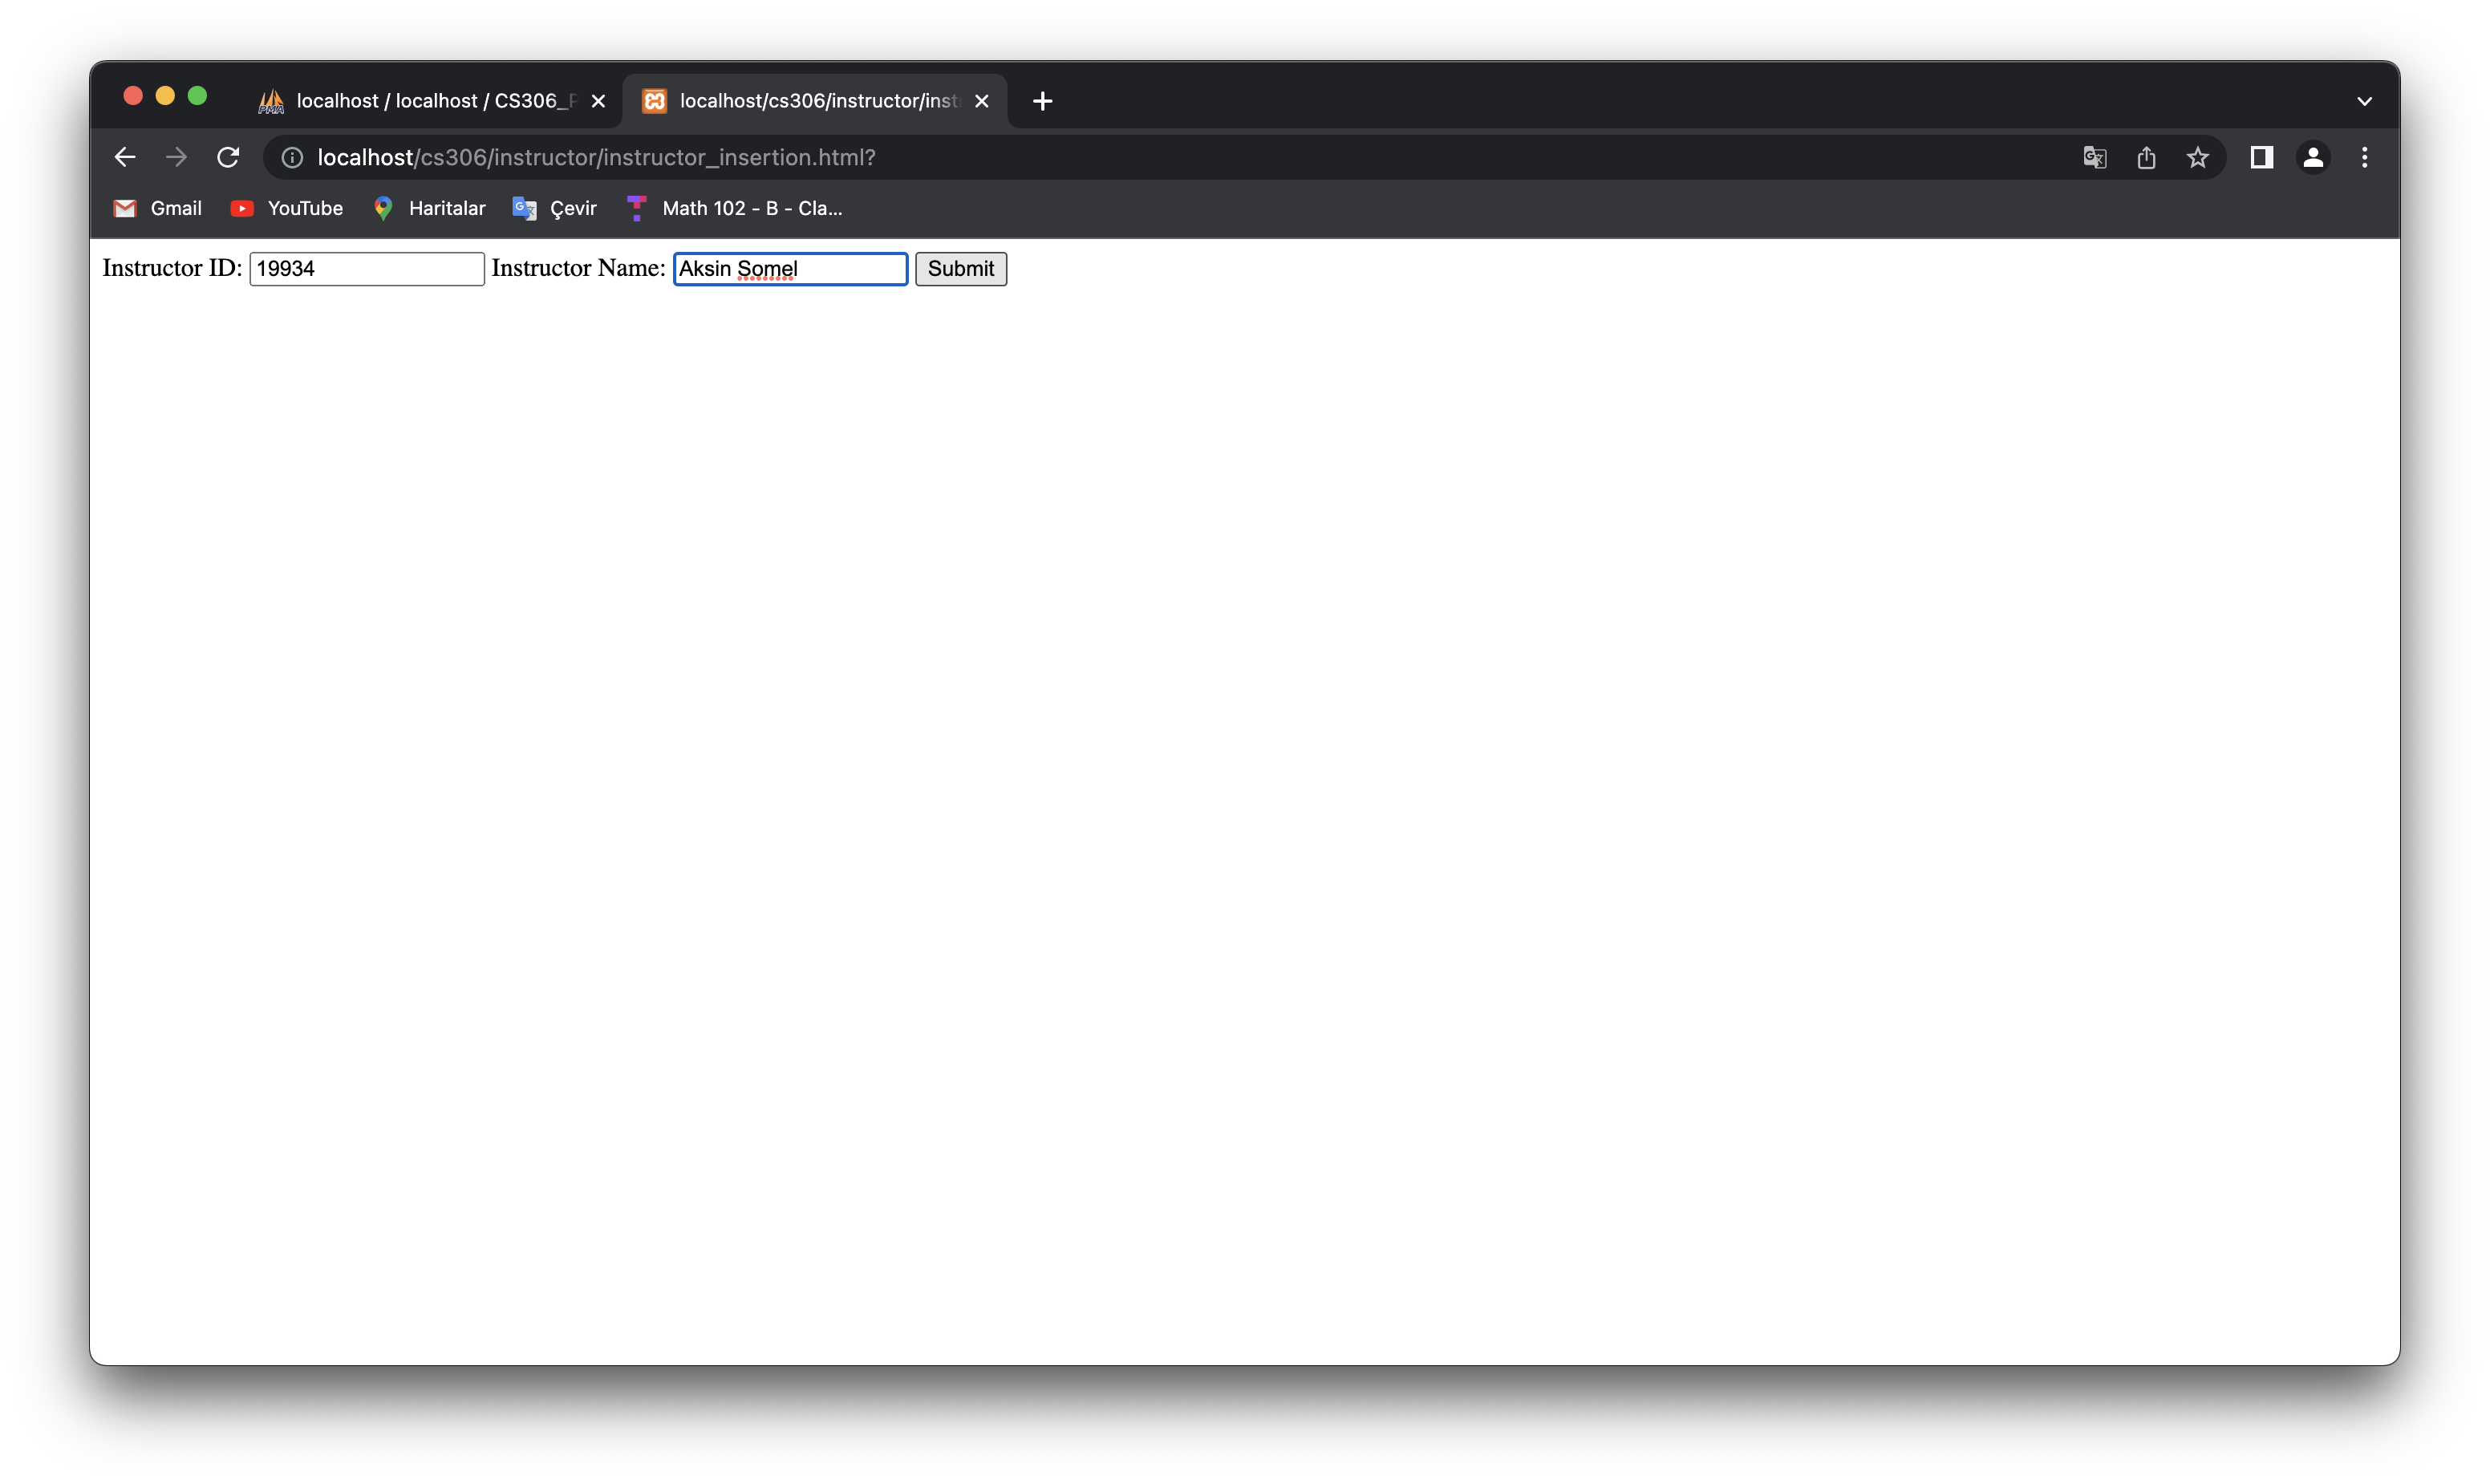 localhost / localhost / CS306_P
localhost/cs306/instructor/inst
localhost/cs306/instructor/instructor_insertion.html?
Gmail YouTube Haritalar Çevir Math 102 - B - Cla...
Instructor ID: 19934 Instructor Name: Aksin Somel Submit